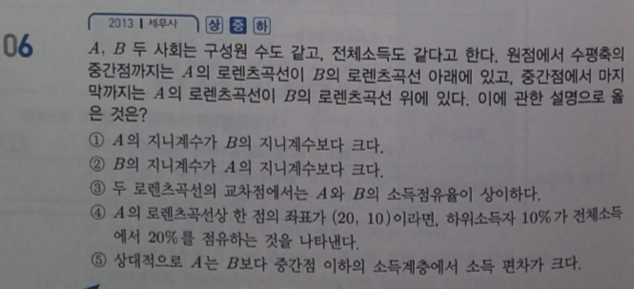 2013 | 세무사 상 중 하
06
A, B 두 사회는 구성원 수도 같고, 전체소득도 같다고 한다. 원점에서 수평축의
중간점까지는 A의 로렌츠곡선이 B의 로렌츠곡선 아래에 있고, 중간점에서 마지
막까지는 A의 로렌츠곡선이 B의 로렌츠곡선 위에 있다. 이에 관한 설명으로 옳
은 것은?
① A의 지니계수가 B의 지니계수보다 크다.
② B의 지니계수가 A의 지니계수보다 크다.
③ 두 로렌츠곡선의 교차점에서는 A와 B의 소득점유율이 상이하다.
④ A의 로렌츠곡선상 한 점의 좌표가 (20, 10)이라면, 하위소득자 10%가 전체소득
에서 20%를 점유하는 것을 나타낸다.
⑤ 상대적으로 A는 B보다 중간점 이하의 소득계층에서 소득 편차가 크다.